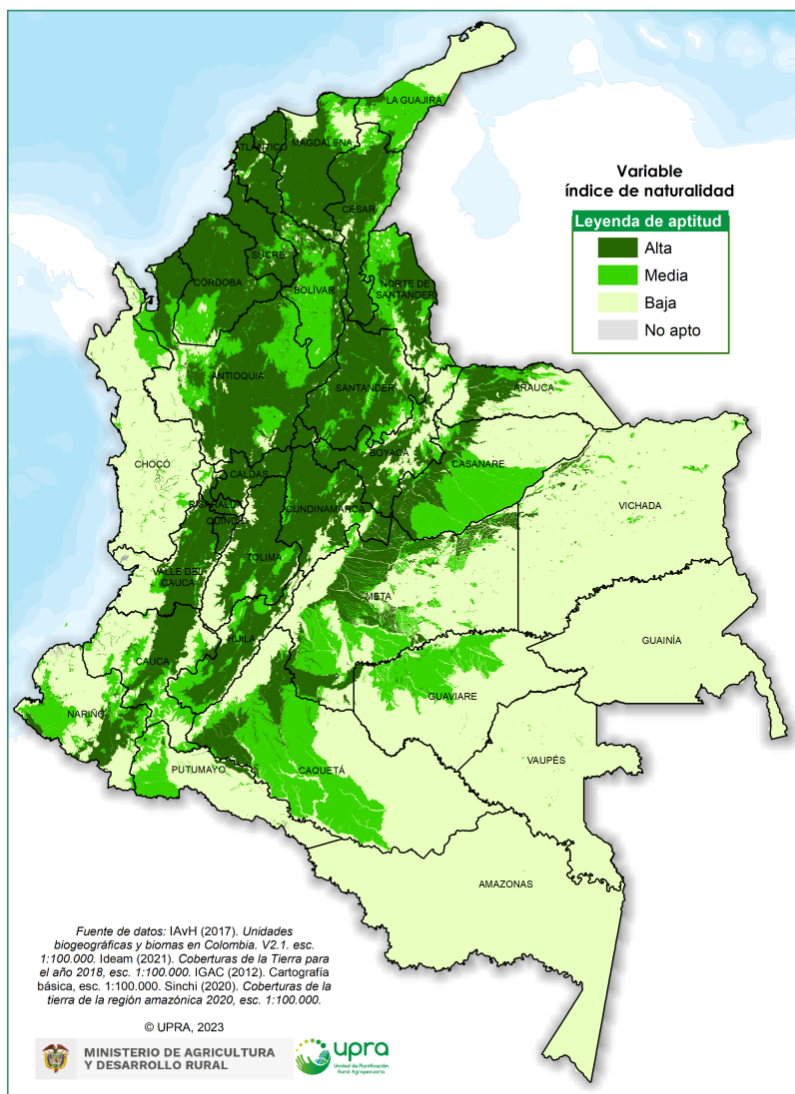 LA GUAJIRA
ATLÁNTICO
MAGDALENA
CESAR
Variable
índice de naturalidad
Leyenda de aptitud
Alta
Media
Baja
No apto
SUCRE
CÓRDOBA
BOLÍVAR
NORTE DE
SANTANDER
ANTIOQUIA
SANTANDER
ARAUCA
CHOCÓ
BOYACÁ
CASANARE
CALDAS
VICHADA
RISARALDA
QUINDÍO
CUNDINAMARCA
TOLIMA
VALLE DEL
CAUCA
META
HUILA
GUAINÍA
CAUCA
GUAVIARE
NARIÑO
VAUPÉS
PUTUMAYO
CAQUETÁ
AMAZONAS
Fuente de datos: IAvH (2017). Unidades
biogeográficas y biomas en Colombia. V2.1. esc.
1:100.000. Ideam (2021). Coberturas de la Tierra para
el año 2018, esc. 1:100.000. IGAC (2012). Cartografía
básica, esc. 1:100.000. Sinchi (2020). Coberturas de la
tierra de la región amazónica 2020, esc. 1:100.000.
© UPRA, 2023
MINISTERIO DE AGRICULTURA
Y DESARROLLO RURAL
upra
Unidad de Planificación
Rural Agropecuaria